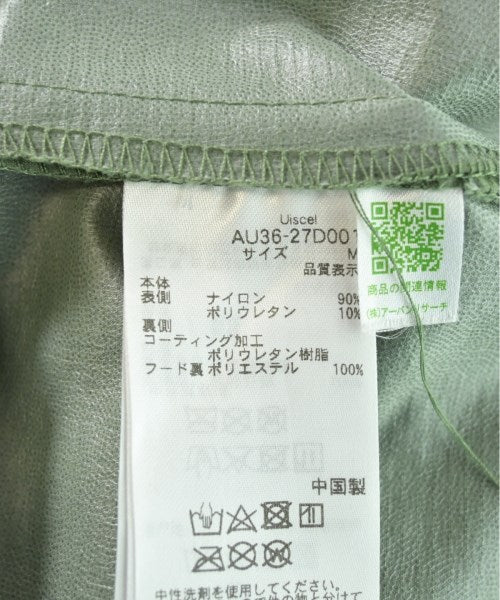 Uiscel
AU36-27D001
サイズ M
品質表示
本体
表側 ナイロン 90%
ポリウレタン 10%
裏側
コーティング加工
ポリウレタン樹脂
フード裏 ポリエステル 100%
中国製
中性洗剤を使用してください。
商品の関連情報
(株)アーバンリサーチ